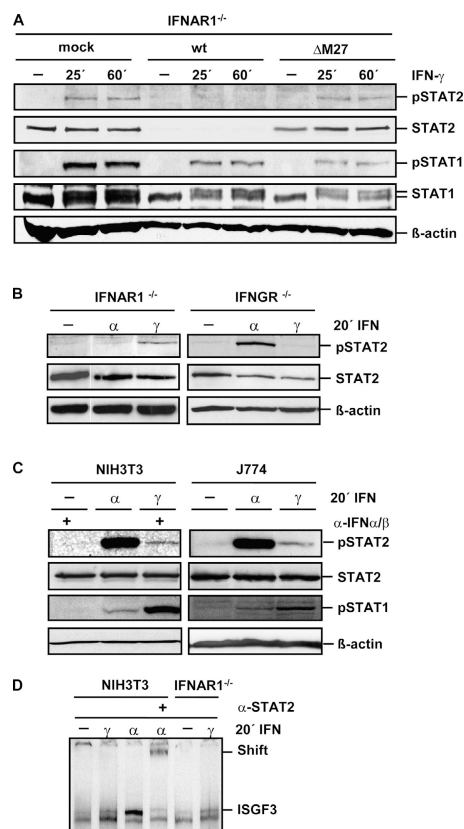 A
IFNAR1-/-
mock wt ΔM27
– 25´ 60´ – 25´ 60´ – 25´ 60´ IFN-γ
pSTAT2
STAT2
pSTAT1
STAT1
ß-actin
B
IFNAR1 -/- IFNGR -/-
– α γ – α γ 20´ IFN
pSTAT2
STAT2
ß-actin
C
NIH3T3 J774
– α γ – α γ 20´ IFN
+ + α-IFNα/β
pSTAT2
STAT2
pSTAT1
ß-actin
D
NIH3T3 IFNAR1-/-
+ α-STAT2
– γ α α – γ 20´ IFN
Shift
ISGF3